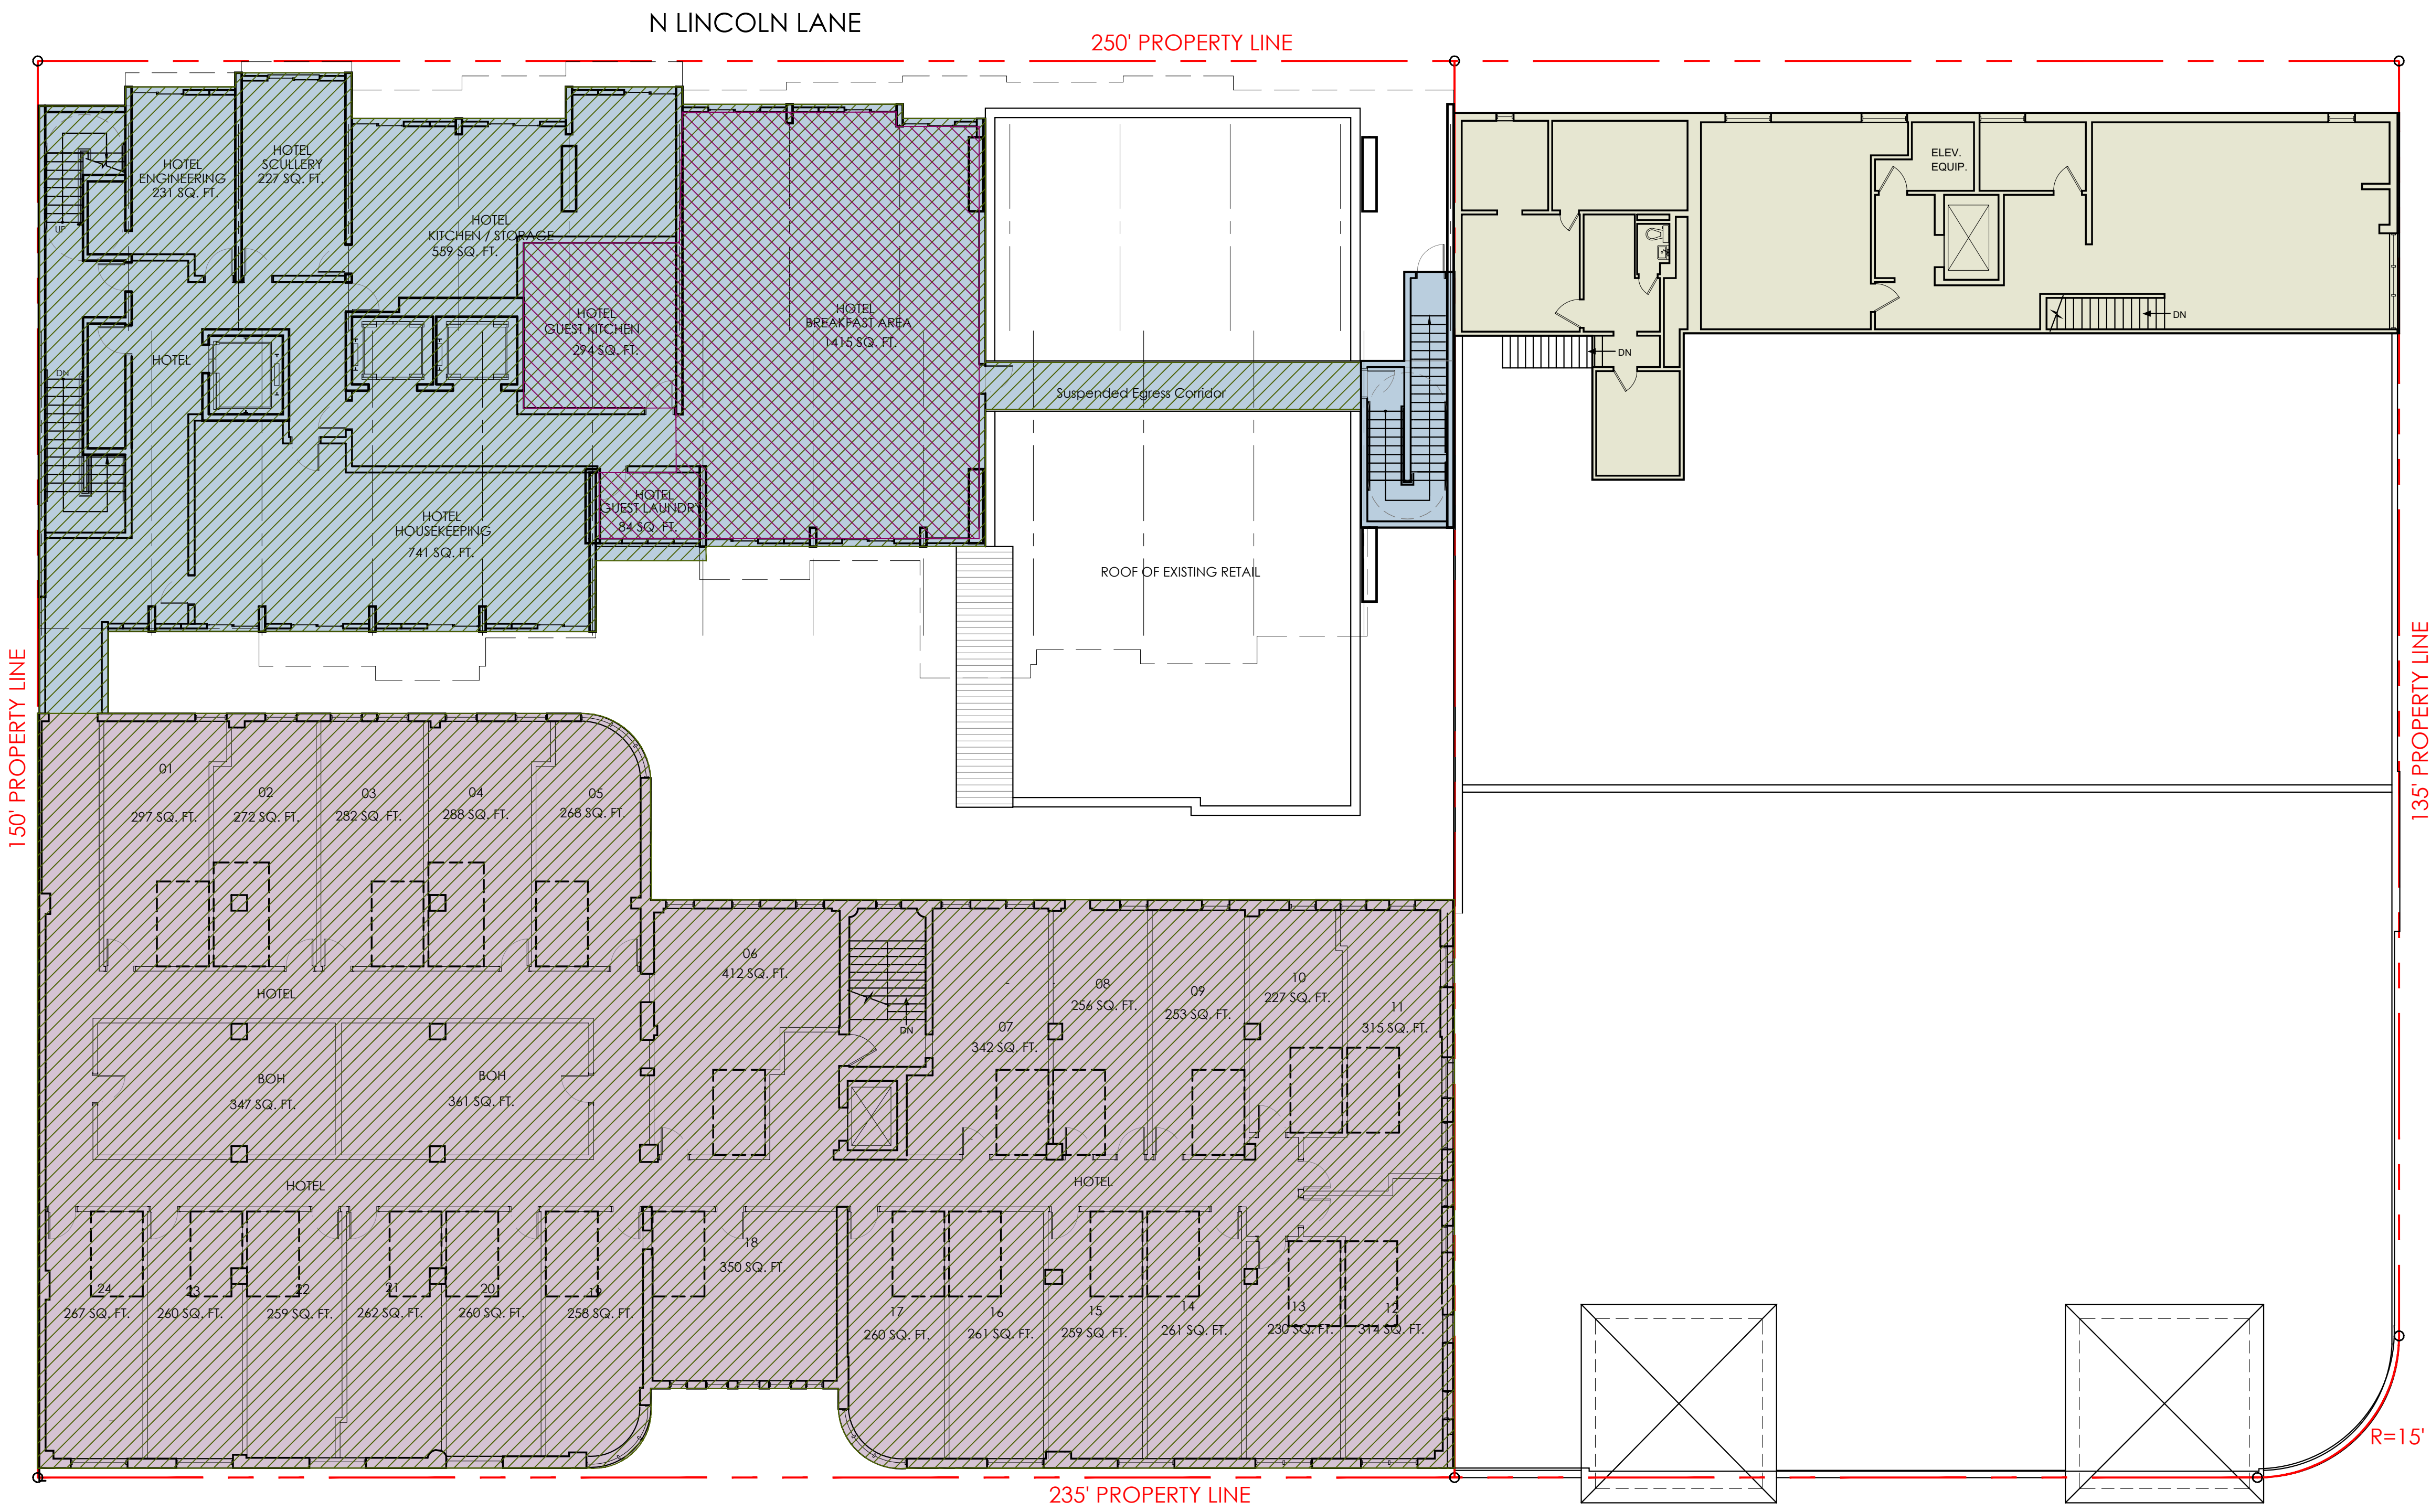 N LINCOLN LANE
250' PROPERTY LINE
HOTEL
ENGINEERING
231 SQ. FT.
HOTEL
SCULLERY
227 SQ. FT.
HOTEL
KITCHEN / STORAGE
559 SQ. FT.
UP
ELEV.
EQUIP.
HOTEL
GUEST KITCHEN
294 SQ. FT.
HOTEL
BREAKFAST AREA
1415 SQ. FT.
DN
DN
HOTEL
DN
Suspended Egress Corridor
HOTEL
GUEST LAUNDRY
84 SQ. FT.
HOTEL
HOUSEKEEPING
741 SQ. FT.
ROOF OF EXISTING RETAIL
150' PROPERTY LINE
135' PROPERTY LINE
01
297 SQ. FT.
02
272 SQ. FT.
03
282 SQ. FT.
04
288 SQ. FT.
05
268 SQ. FT.
06
412 SQ. FT.
HOTEL
DN
07
342 SQ. FT.
08
256 SQ. FT.
09
253 SQ. FT.
10
227 SQ. FT.
11
315 SQ. FT.
BOH
347 SQ. FT.
BOH
361 SQ. FT.
HOTEL
HOTEL
24
267 SQ. FT.
23
260 SQ. FT.
22
259 SQ. FT.
21
262 SQ. FT.
20
260 SQ. FT.
19
258 SQ. FT.
18
350 SQ. FT.
17
260 SQ. FT.
16
261 SQ. FT.
15
259 SQ. FT.
14
261 SQ. FT.
13
230 SQ. FT.
12
314 SQ. FT.
R=15'
235' PROPERTY LINE